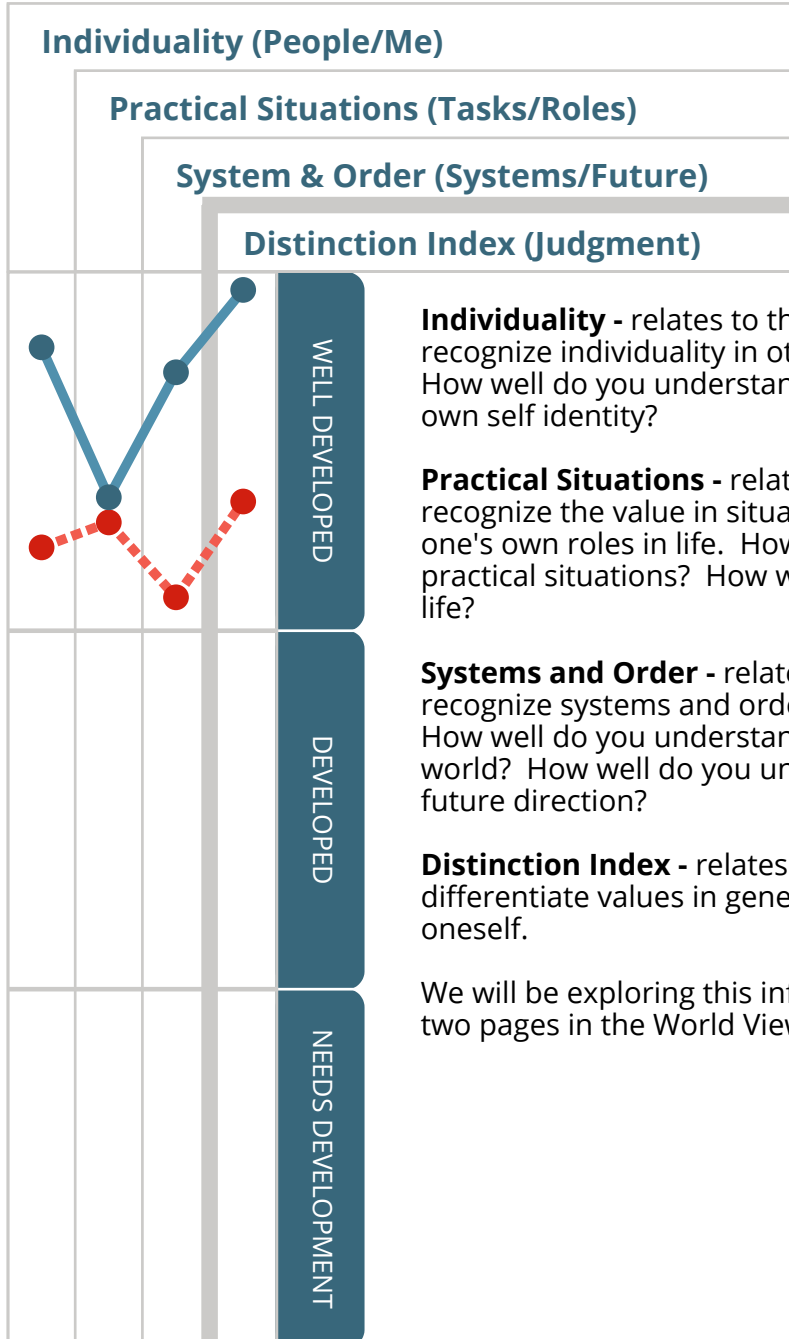 Individuality (People/Me)
Practical Situations (Tasks/Roles)
System & Order (Systems/Future)
Distinction Index (Judgment)
WELL DEVELOPED
DEVELOPED
NEEDS DEVELOPMENT
Individuality - relates to th
recognize individuality in ot
How well do you understan
own self identity?
Practical Situations - relat
recognize the value in situa
one's own roles in life. How
practical situations? How w
life?
Systems and Order - relate
recognize systems and orde
How well do you understan
world? How well do you un
future direction?
Distinction Index - relates
differentiate values in gene
oneself.
We will be exploring this inf
two pages in the World View